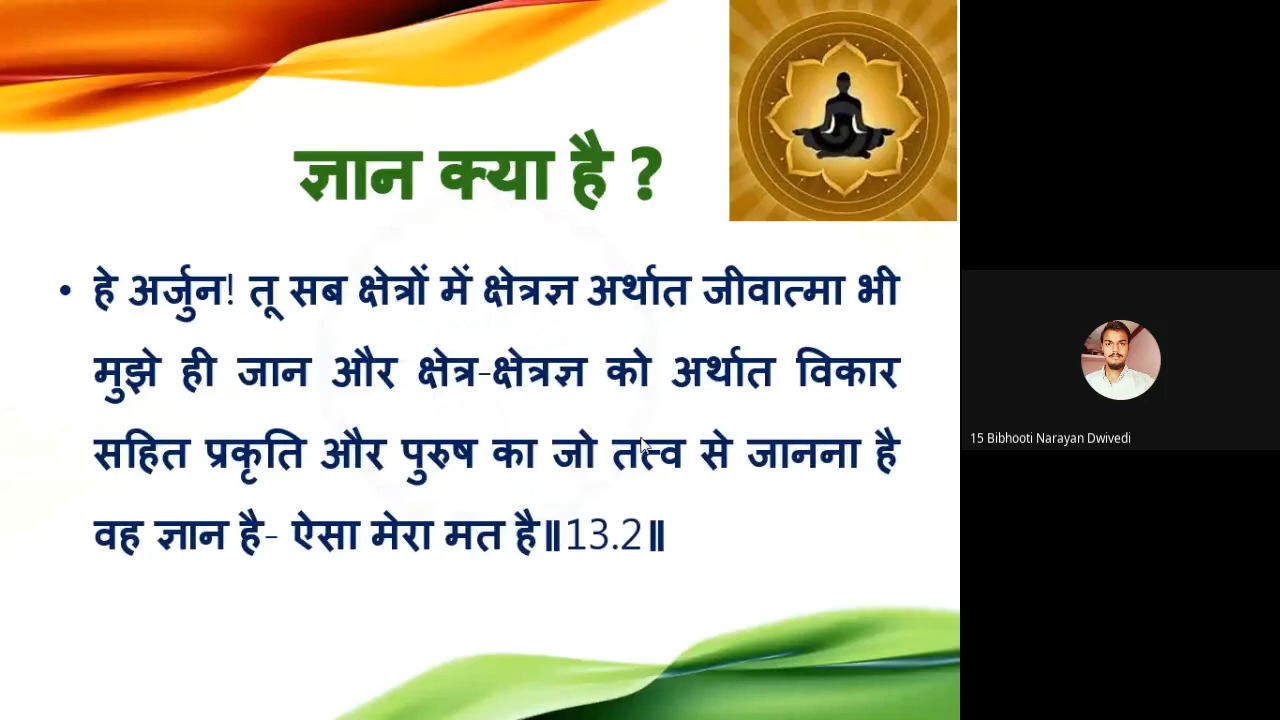 ज्ञान क्या है ?
• हे अर्जुन! तू सब क्षेत्रों में क्षेत्रज्ञ अर्थात जीवात्मा भी
मुझे ही जान और क्षेत्र-क्षेत्रज्ञ को अर्थात विकार
सहित प्रकृति और पुरुष का जो तत्व से जानना है
वह ज्ञान है- ऐसा मेरा मत है॥13.2॥
15 Bibhooti Narayan Dwivedi